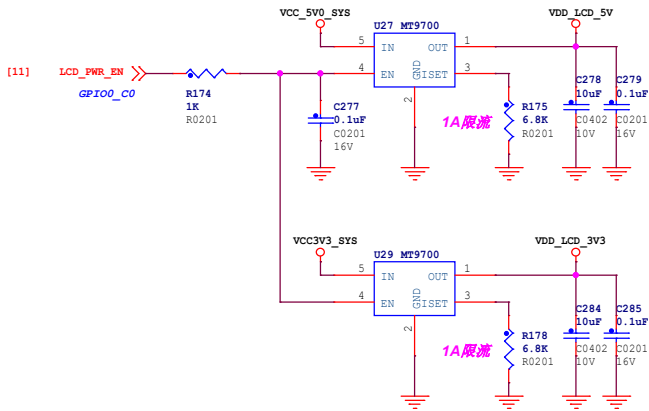 VCC_5V0_SYS
U27 MT9700
VDD_LCD_5V
5 IN OUT 1
[11] LCD_PWR_EN
4 EN GND ISET 3
GPIO0_C0
R174
1K
R0201
2
C277
0.1uF
C0201
16V
1A限流
R175
6.8K
R0201
C278
10uF
C0402
10V
C279
0.1uF
C0201
16V
VCC3V3_SYS
U29 MT9700
VDD_LCD_3V3
5 IN OUT 1
4 EN GND ISET 3
2
1A限流
R178
6.8K
R0201
C284
10uF
C0402
10V
C285
0.1uF
C0201
16V